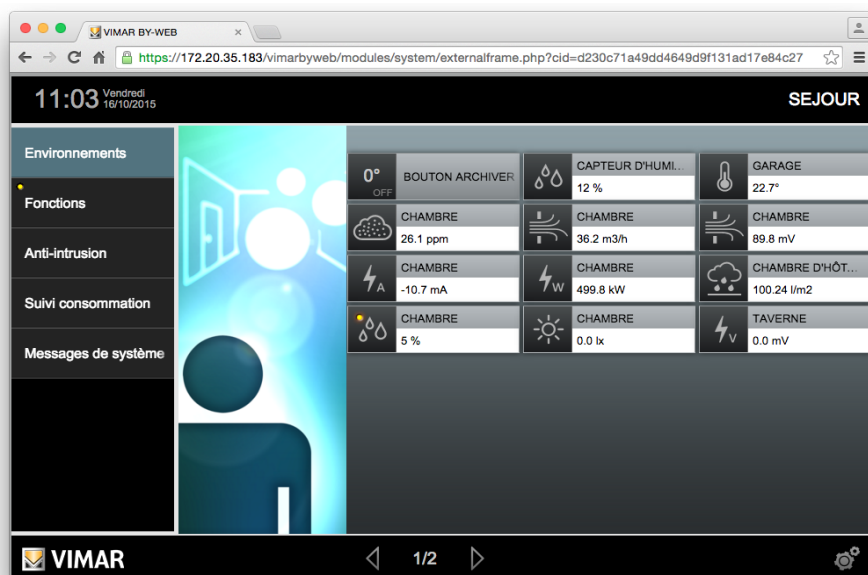 VIMAR BY-WEB
https://172.20.35.183/vimarbyweb/modules/system/externalframe.php?cid=d230c71a49dd4649d9f131ad17e84c27
11:03 Vendredi
16/10/2015
SEJOUR
Environnements
Fonctions
Anti-intrusion
Suivi consommation
Messages de système
0°
OFF
BOUTON ARCHIVER
CAPTEUR D'HUMI...
12 %
GARAGE
22.7°
CHAMBRE
26.1 ppm
CHAMBRE
36.2 m3/h
CHAMBRE
89.8 mV
A
CHAMBRE
-10.7 mA
W
CHAMBRE
499.8 kW
CHAMBRE D'HÔT...
100.24 l/m2
CHAMBRE
5 %
CHAMBRE
0.0 lx
V
TAVERNE
0.0 mV
VIMAR
1/2